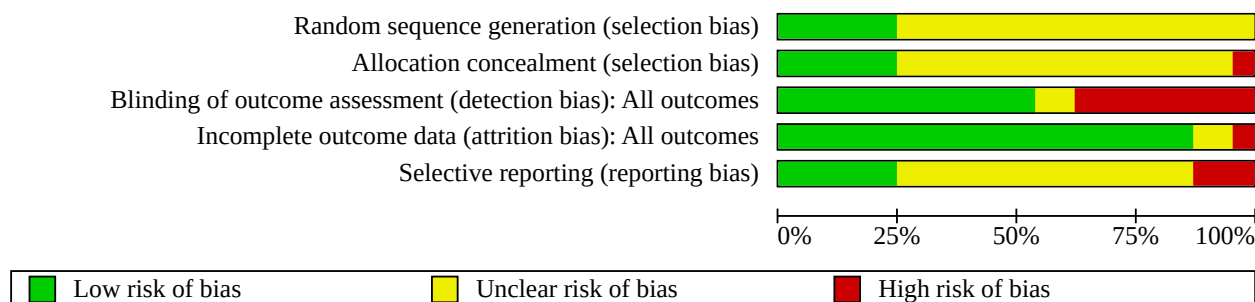 Random sequence generation (selection bias)
Allocation concealment (selection bias)
Blinding of outcome assessment (detection bias): All outcomes
Incomplete outcome data (attrition bias): All outcomes
Selective reporting (reporting bias)
0% 25% 50% 75% 100%
Low risk of bias Unclear risk of bias High risk of bias